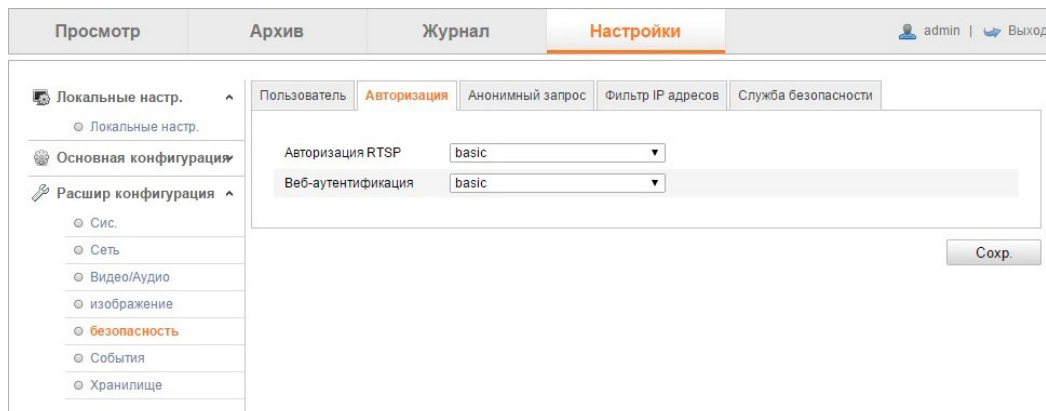 Просмотр Архив Журнал Настройки admin | Выход
Локальные настр.
Локальные настр.
Основная конфигурация
Расшир конфигурация
Сис.
Сеть
Видео/Аудио
изображение
безопасность
События
Хранилище
Пользователь Авторизация Анонимный запрос Фильтр IP адресов Служба безопасности
Авторизация RTSP basic
Веб-аутентификация basic
Сохр.